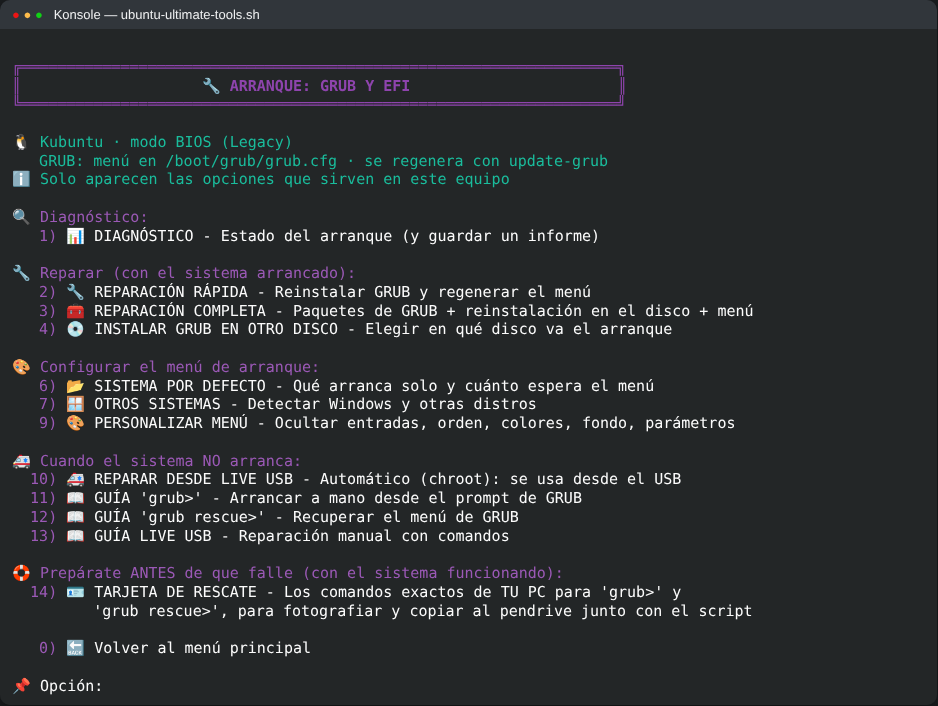 Konsole — ubuntu-ultimate-tools.sh
🔧 ARRANQUE: GRUB Y EFI
🐧 Kubuntu · modo BIOS (Legacy)
GRUB: menú en /boot/grub/grub.cfg · se regenera con update-grub
ℹ️ Solo aparecen las opciones que sirven en este equipo
🔍 Diagnóstico:
1) 📊 DIAGNÓSTICO - Estado del arranque (y guardar un informe)
🔧 Reparar (con el sistema arrancado):
2) 🔧 REPARACIÓN RÁPIDA - Reinstalar GRUB y regenerar el menú
3) 🧰 REPARACIÓN COMPLETA - Paquetes de GRUB + reinstalación en el disco + menú
4) 💿 INSTALAR GRUB EN OTRO DISCO - Elegir en qué disco va el arranque
🎨 Configurar el menú de arranque:
6) 📂 SISTEMA POR DEFECTO - Qué arranca solo y cuánto espera el menú
7) 🪟 OTROS SISTEMAS - Detectar Windows y otras distros
9) 🎨 PERSONALIZAR MENÚ - Ocultar entradas, orden, colores, fondo, parámetros
🚑 Cuando el sistema NO arranca:
10) 🚑 REPARAR DESDE LIVE USB - Automático (chroot): se usa desde el USB
11) 📖 GUÍA 'grub>' - Arrancar a mano desde el prompt de GRUB
12) 📖 GUÍA 'grub rescue>' - Recuperar el menú de GRUB
13) 📖 GUÍA LIVE USB - Reparación manual con comandos
🛟 Prepárate ANTES de que falle (con el sistema funcionando):
14) 🪪 TARJETA DE RESCATE - Los comandos exactos de TU PC para 'grub>' y
'grub rescue>', para fotografiar y copiar al pendrive junto con el script
0) 🔙 Volver al menú principal
📌 Opción: